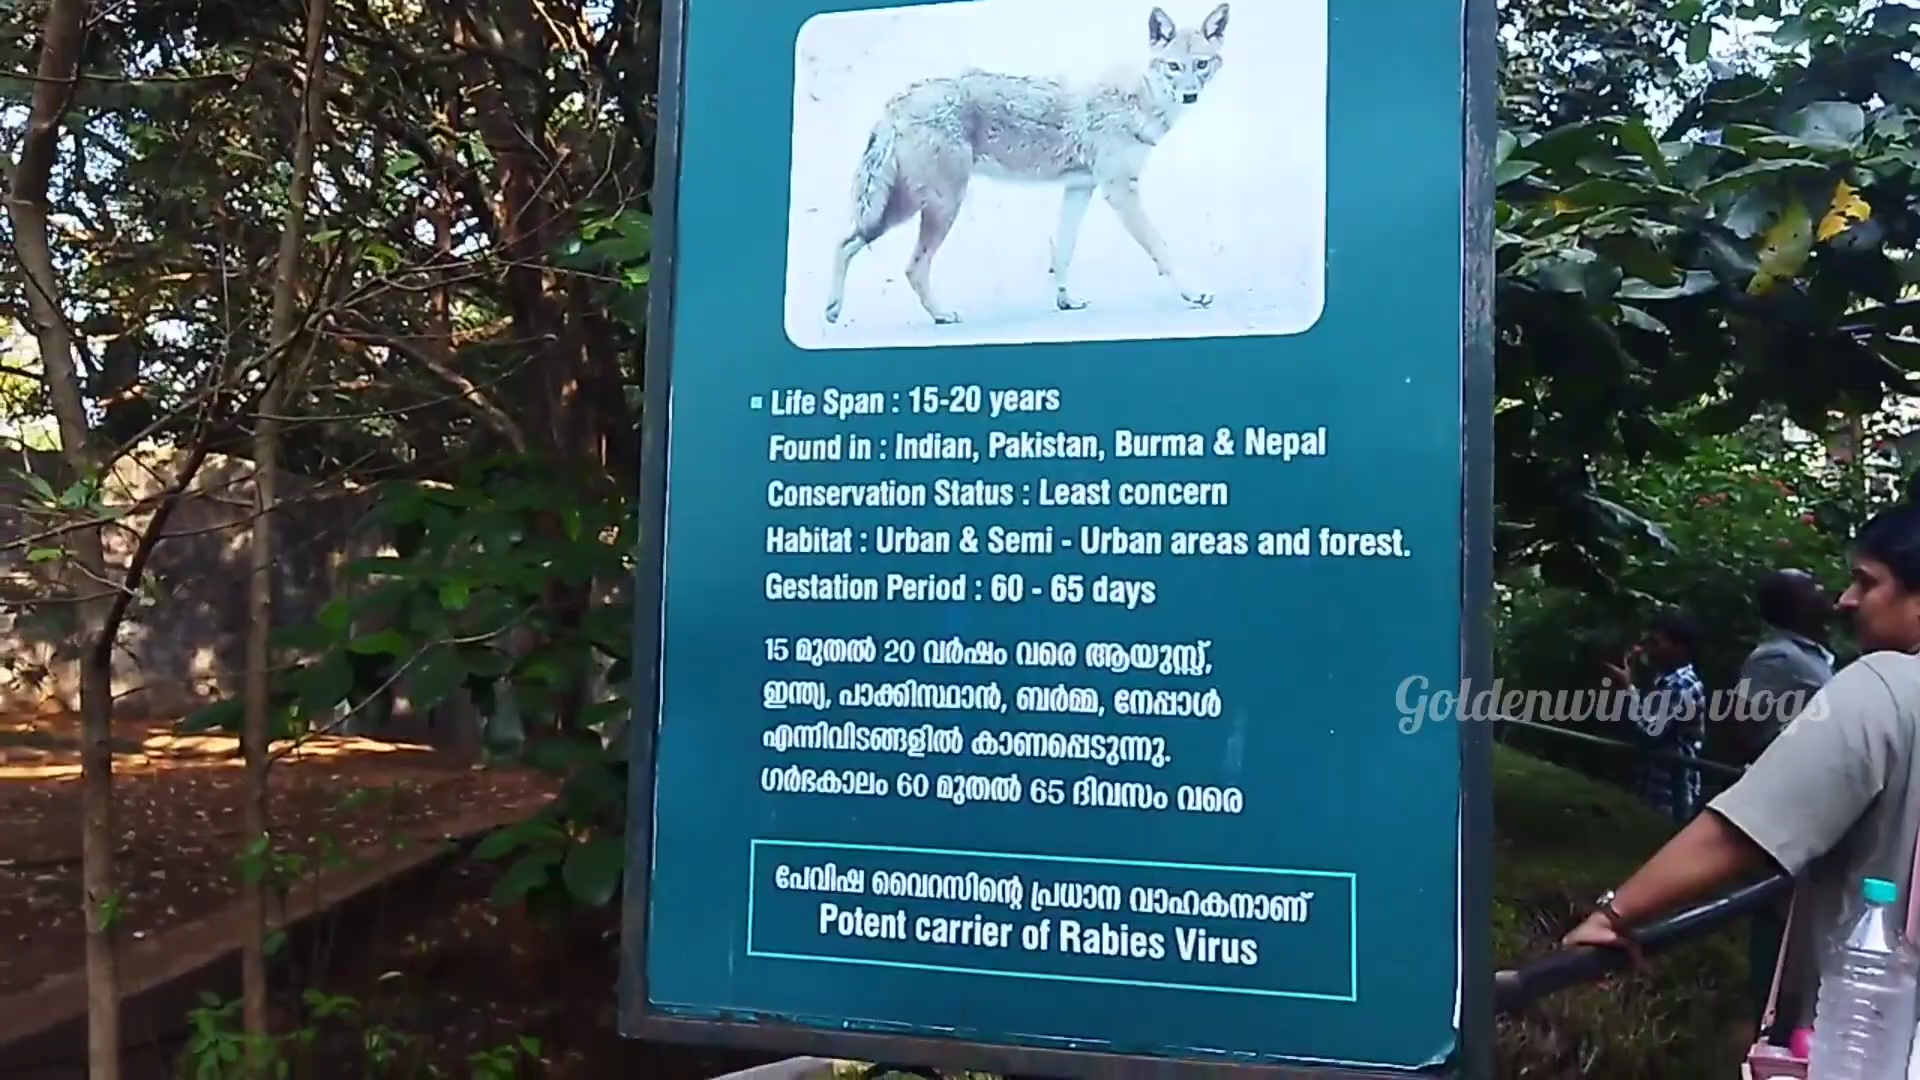 Life Span : 15-20 years
Found in : Indian, Pakistan, Burma & Nepal
Conservation Status : Least concern
Habitat : Urban & Semi - Urban areas and forest.
Gestation Period : 60 - 65 days
15 മുതൽ 20 വർഷം വരെ ആയുസ്സ്,
ഇന്ത്യ, പാക്കിസ്ഥാൻ, ബർമ്മ, നേപ്പാൾ
എന്നിവിടങ്ങളിൽ കാണപ്പെടുന്നു.
ഗർഭകാലം 60 മുതൽ 65 ദിവസം വരെ
പേവിഷ വൈറസിന്റെ പ്രധാന വാഹകനാണ്
Potent carrier of Rabies Virus
Goldenwings vlogs